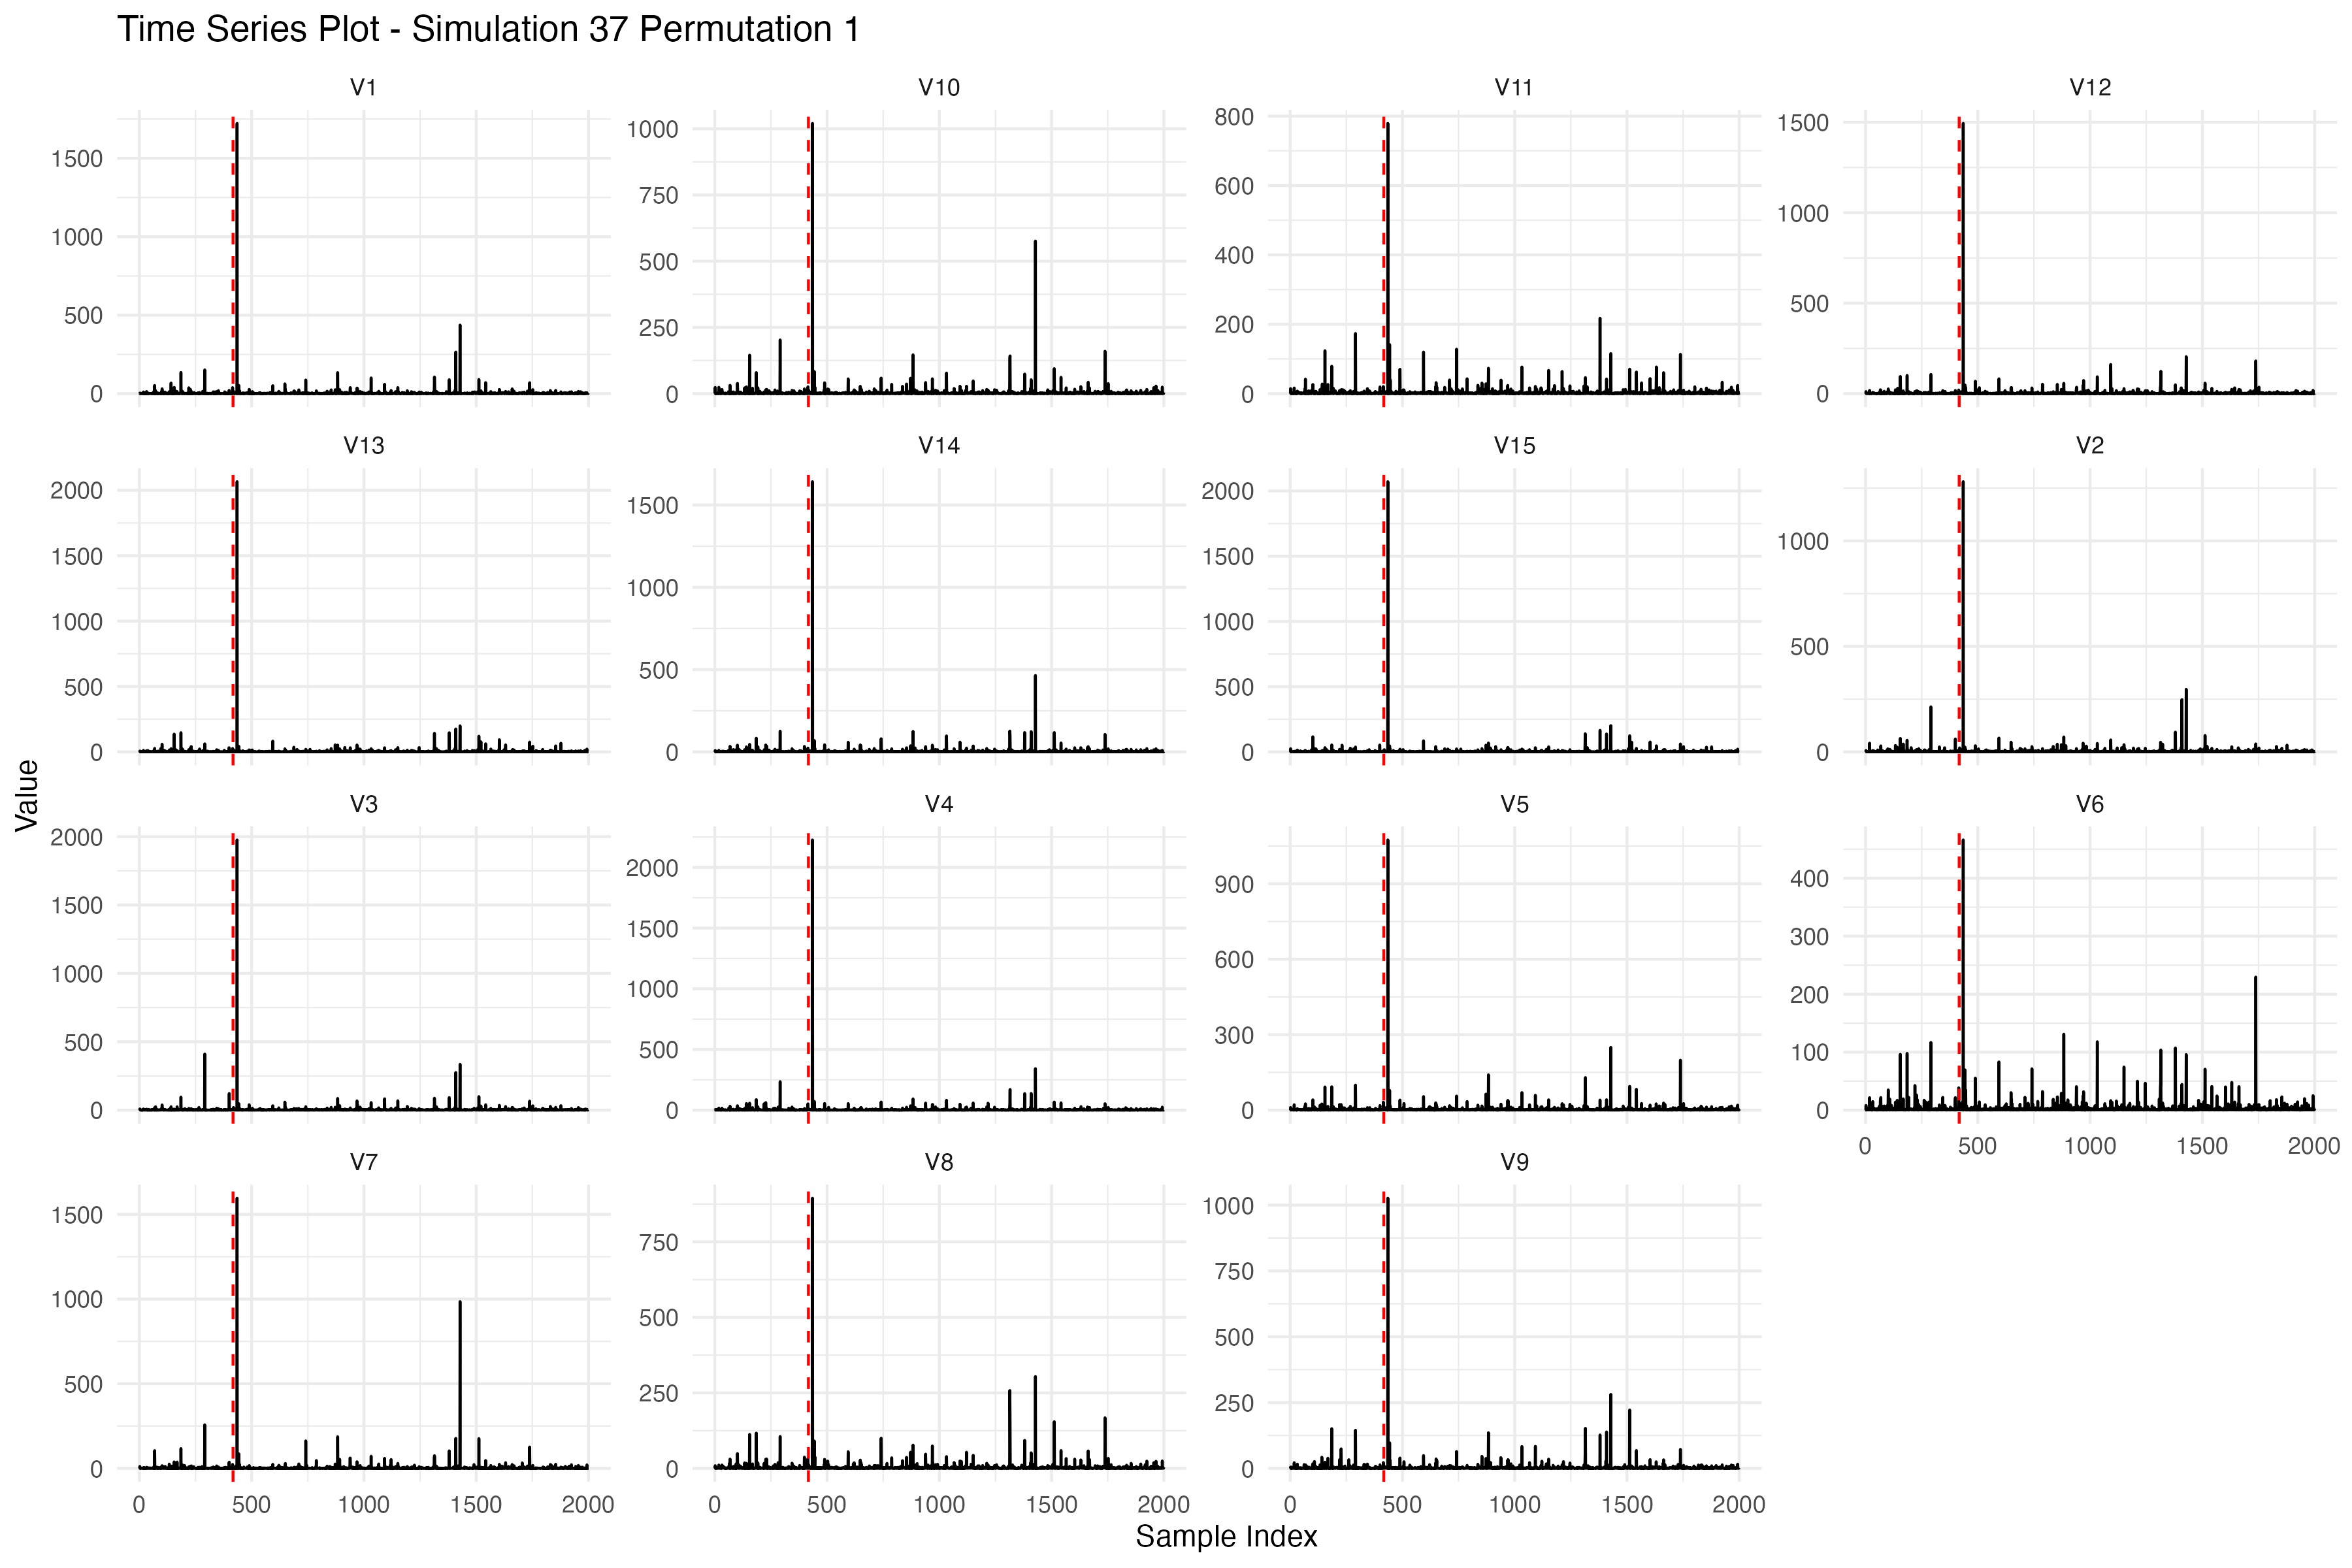 Time Series Plot - Simulation 37 Permutation 1
V1 V10 V11 V12
1500 1000 500 0
1000 750 500 250 0
800 600 400 200 0
1500 1000 500 0
V13 V14 V15 V2
2000 1500 1000 500 0
1500 1000 500 0
2000 1500 1000 500 0
1000 500 0
V3 V4 V5 V6
2000 1500 1000 500 0
2000 1500 1000 500 0
900 600 300 0
400 300 200 100 0
0 500 1000 1500 2000
V7 V8 V9
1500 1000 500 0
750 500 250 0
1000 750 500 250 0
0 500 1000 1500 2000
0 500 1000 1500 2000
0 500 1000 1500 2000
Value
Sample Index